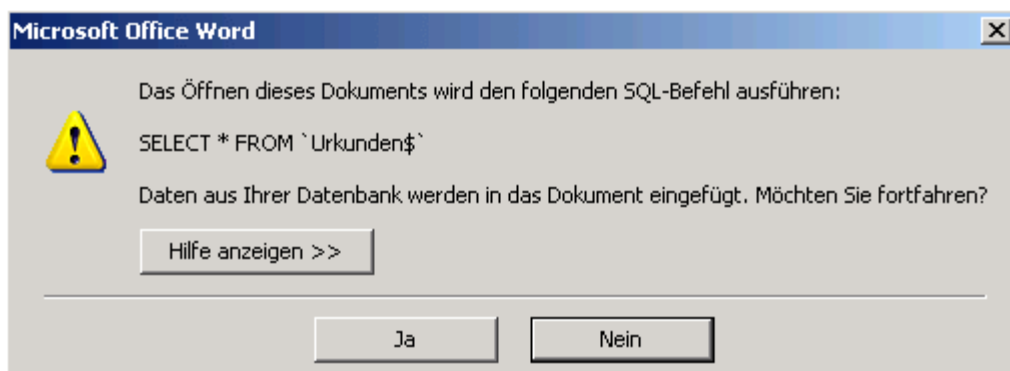 Microsoft Office Word
Das Öffnen dieses Dokuments wird den folgenden SQL-Befehl ausführen:
SELECT * FROM `Urkunden$`
Daten aus Ihrer Datenbank werden in das Dokument eingefügt. Möchten Sie fortfahren?
Hilfe anzeigen >>
Ja Nein